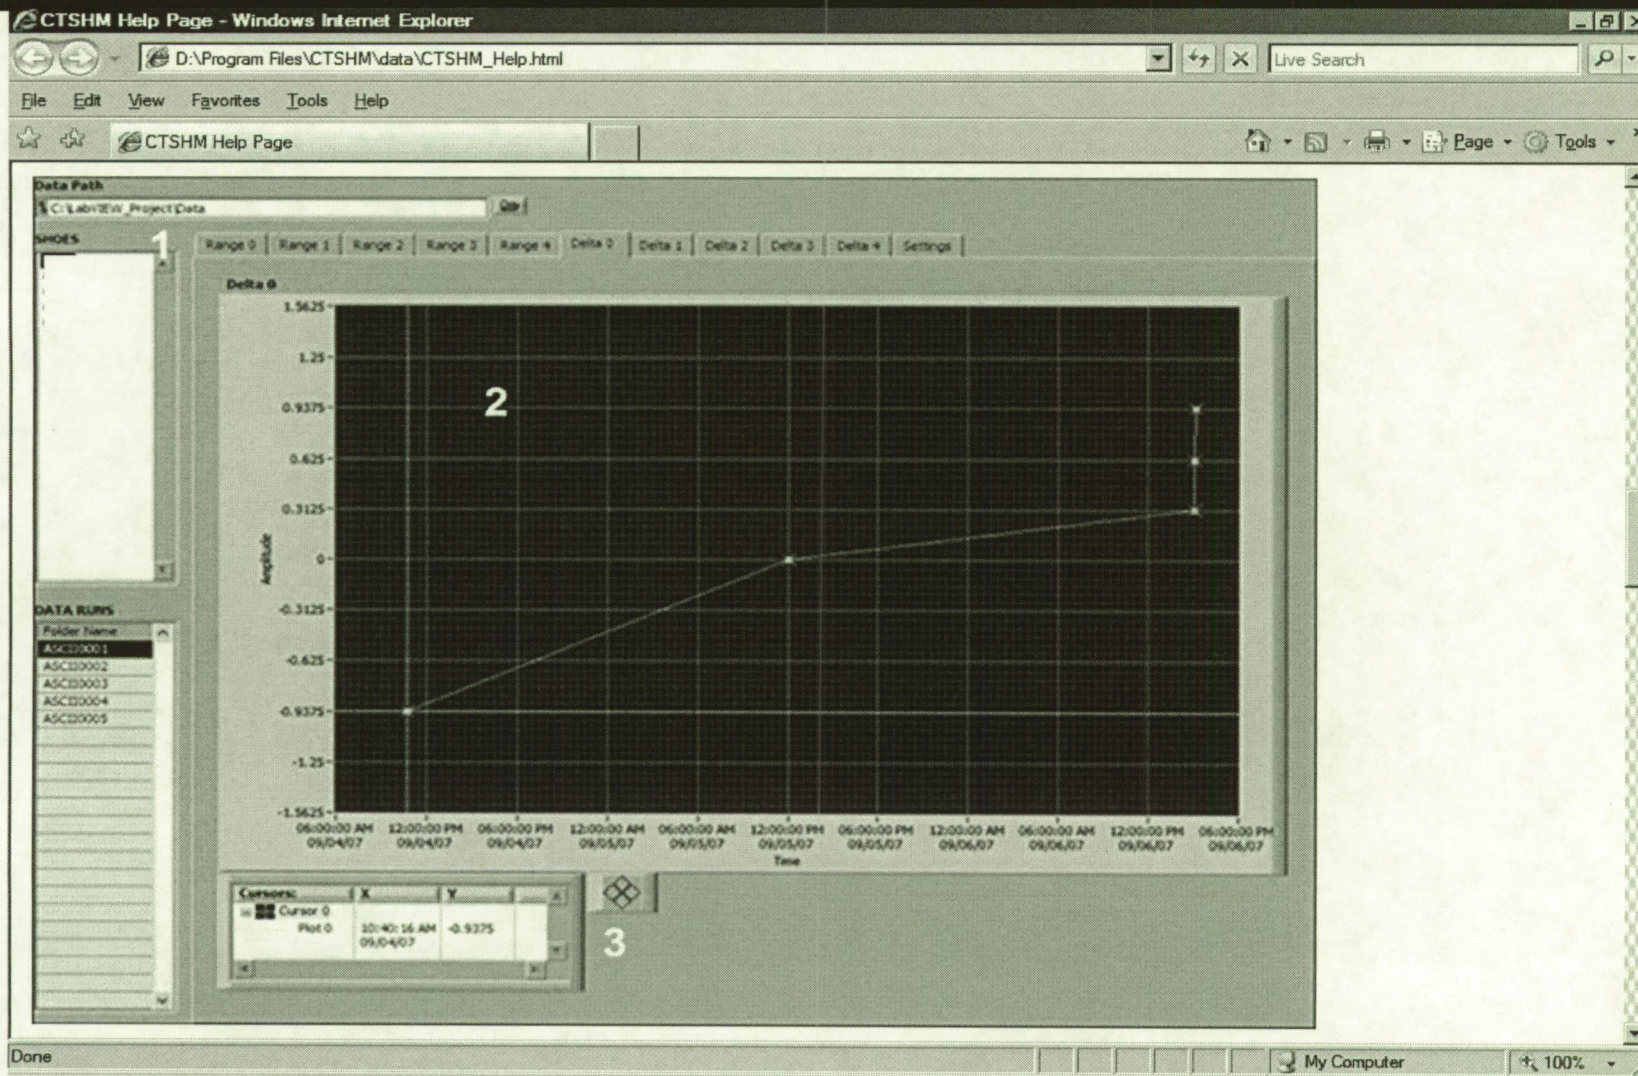 CTSHM Help Page - Windows Internet Explorer
D:\Program Files\CTSHM\data\CTSHM_Help.html
Live Search
File Edit View Favorites Tools Help
CTSHM Help Page
Page Tools
Data Path
C:\LabVIEW_Project\Data
SHOES
1
Range 0 Range 1 Range 2 Range 3 Range 4 Delta 0 Delta 1 Delta 2 Delta 3 Delta 4 Settings
Delta 0
1.5625
1.25
0.9375
2
0.625
0.3125
Amplitude
0
-0.3125
-0.625
-0.9375
-1.25
-1.5625
06:00:00 AM 12:00:00 PM 06:00:00 PM 12:00:00 AM 06:00:00 AM 12:00:00 PM 06:00:00 PM 12:00:00 AM 06:00:00 AM 12:00:00 PM 06:00:00 PM
09/04/07 09/04/07 09/04/07 09/05/07 09/05/07 09/05/07 09/05/07 09/06/07 09/06/07 09/06/07 09/06/07
Time
DATA RUNS
Folder Name
ASCII0001
ASCII0002
ASCII0003
ASCII0004
ASCII0005
Cursors: X Y
Cursor 0
Plot 0 10:40:16 AM -0.9375
09/04/07
3
Done
My Computer
100%